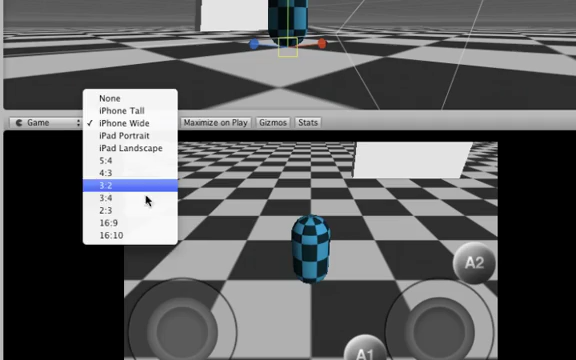 None
iPhone Tall
Game
✓ iPhone Wide
Maximize on Play
Gizmos
Stats
iPad Portrait
iPad Landscape
5:4
4:3
3:2
3:4
2:3
16:9
16:10
A2
A1